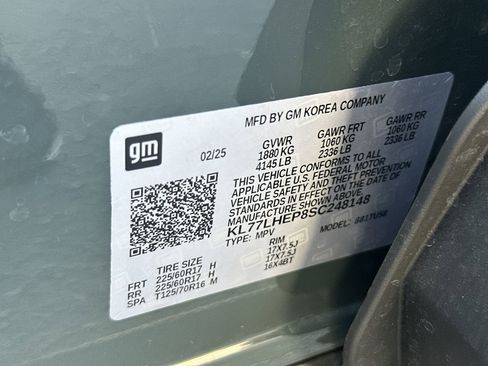 gm
MFD BY GM KOREA COMPANY
02/25
GVWR GAWR FRT GAWR RR
1880 KG 1060 KG 1060 KG
4145 LB 2336 LB 2336 LB
THIS VEHICLE CONFORMS TO ALL
APPLICABLE U.S. FEDERAL MOTOR
VEHICLE SAFETY AND THEFT PREVENTION
STANDARDS IN EFFECT ON THE DATE OF
MANUFACTURE SHOWN ABOVE.
KL77LHEP8SC248148
TYPE: MPV MODEL:
TIRE SIZE RIM
FRT 225/60R17 H 17X7.5J
RR 225/60R17 H 17X7.5J
SPA T125/70R16 M 16X4BT